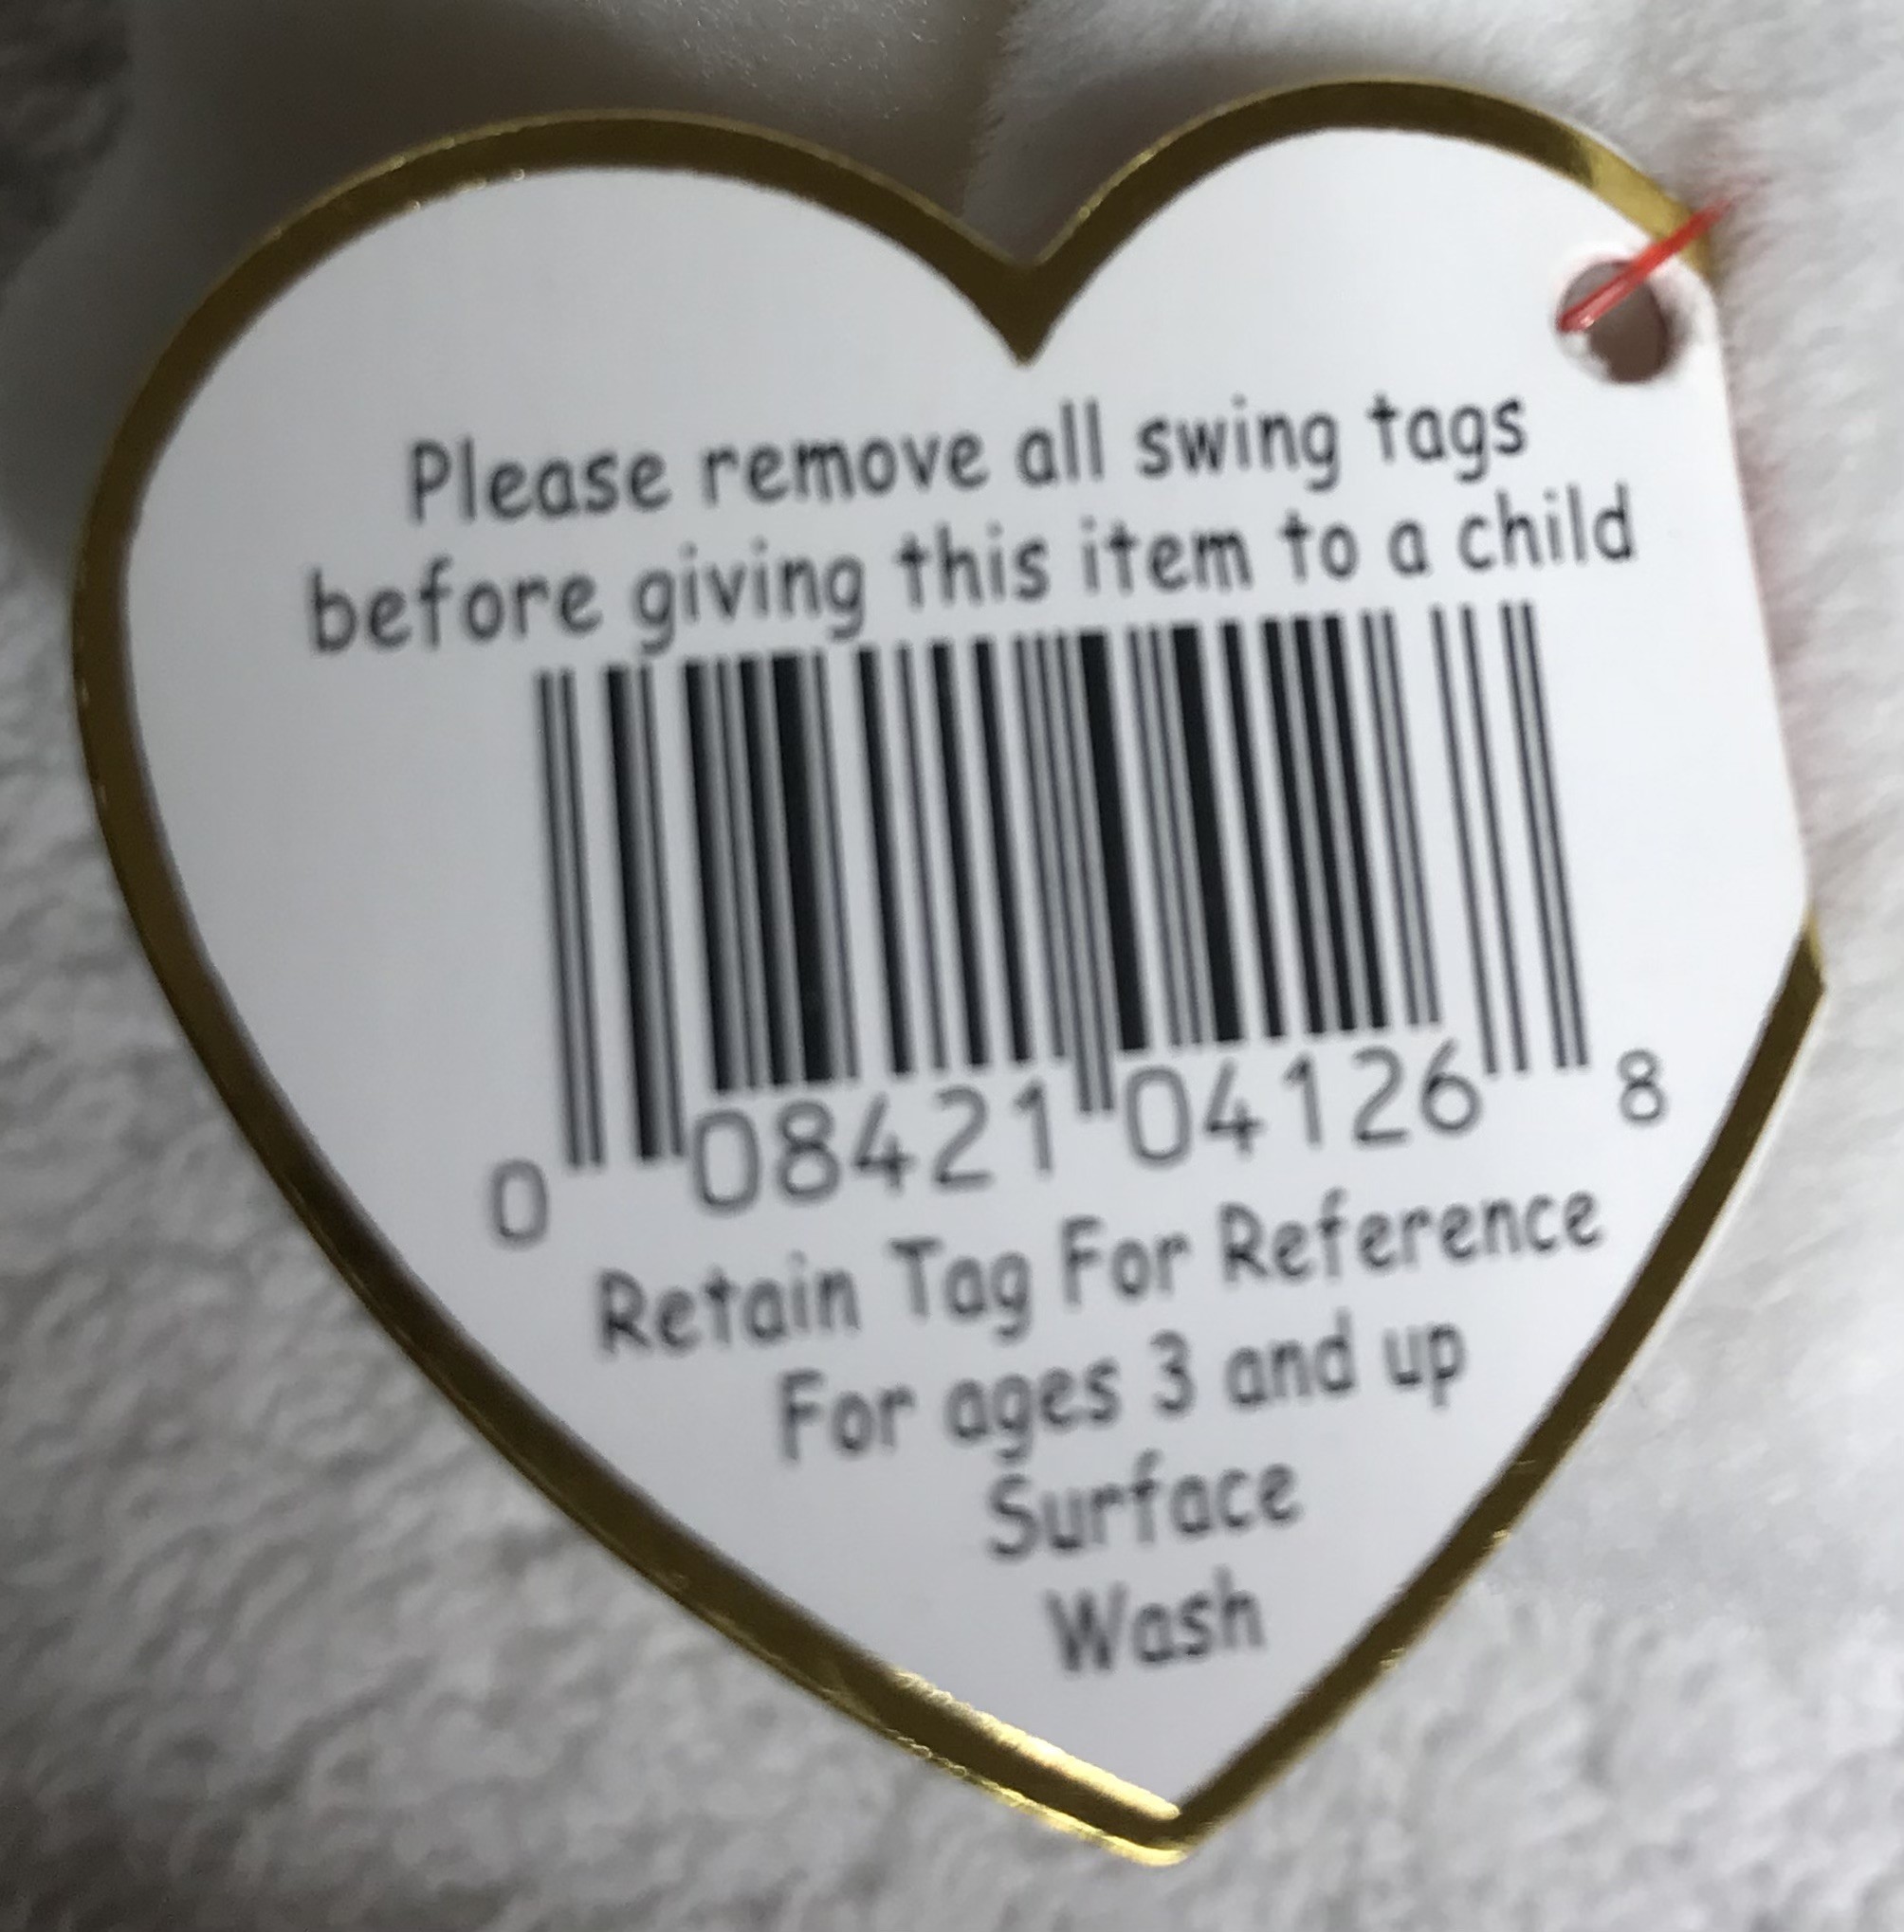 Please remove all swing tags
before giving this item to a child
0 08421 04126 8
Retain Tag For Reference
For ages 3 and up
Surface
Wash